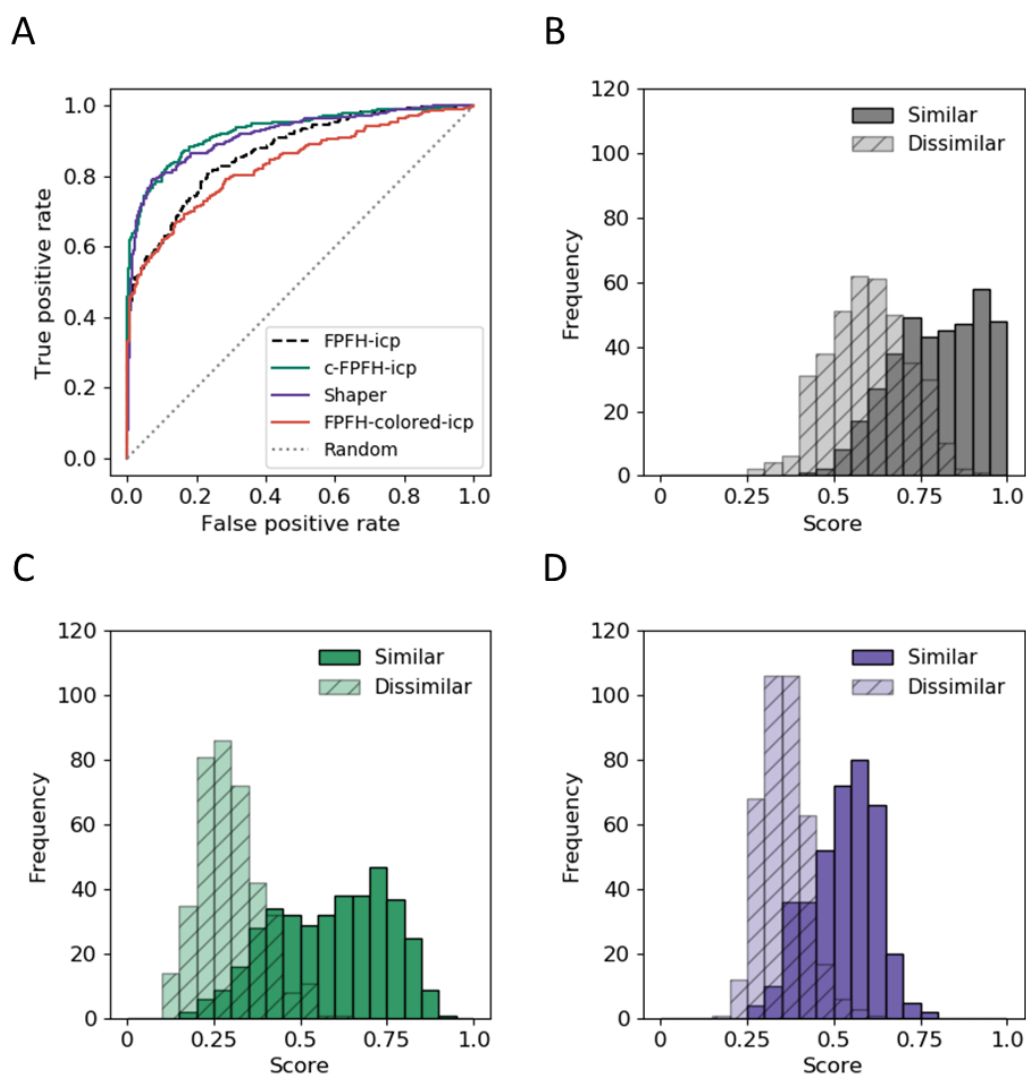 A
1.0
0.8
0.6
0.4
0.2
0.0
True positive rate
FPFH-icp
c-FPFH-icp
Shaper
FPFH-colored-icp
Random
0.0 0.2 0.4 0.6 0.8 1.0
False positive rate
B
120
100
80
60
40
20
0
Frequency
Similar
Dissimilar
0 0.25 0.5 0.75 1.0
Score
C
120
100
80
60
40
20
0
Frequency
Similar
Dissimilar
0 0.25 0.5 0.75 1.0
Score
D
120
100
80
60
40
20
0
Frequency
Similar
Dissimilar
0 0.25 0.5 0.75 1.0
Score